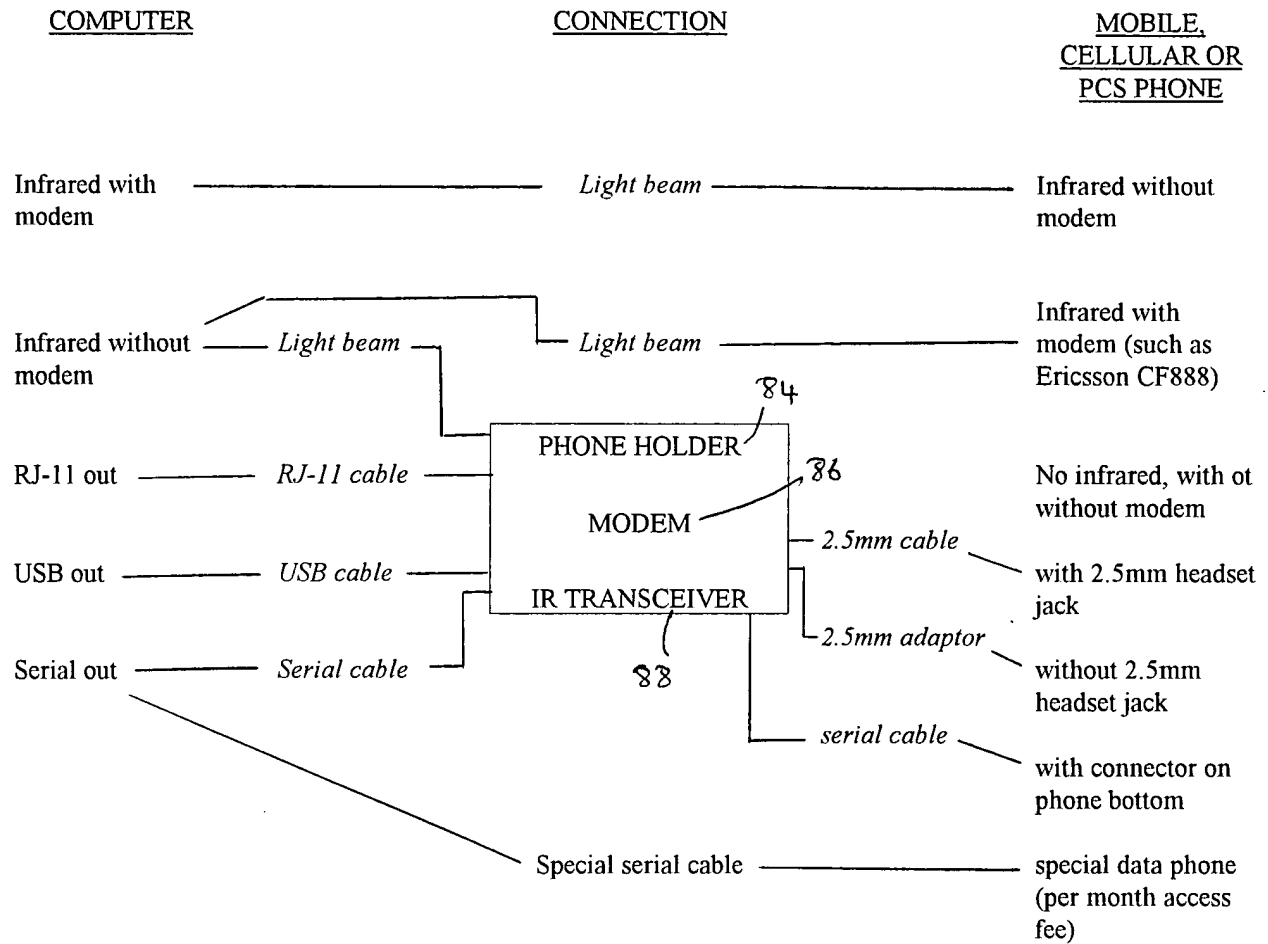 COMPUTER
CONNECTION
MOBILE,
CELLULAR OR
PCS PHONE
Infrared with
modem
Light beam
Infrared without
modem
Infrared without
modem
Light beam
Light beam
Infrared with
modem (such as
Ericsson CF888)
84
PHONE HOLDER
RJ-11 out
RJ-11 cable
86
MODEM
No infrared, with ot
without modem
2.5mm cable
with 2.5mm headset
jack
USB out
USB cable
IR TRANSCEIVER
88
2.5mm adaptor
without 2.5mm
headset jack
Serial out
Serial cable
serial cable
with connector on
phone bottom
Special serial cable
special data phone
(per month access
fee)